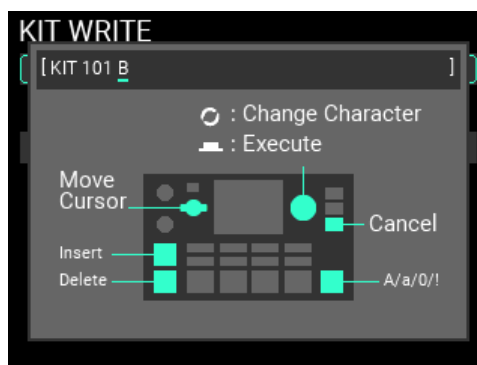 KIT WRITE
[ KIT 101 B ]
: Change Character
: Execute
Move
Cursor
Cancel
Insert
Delete
A/a/0/!